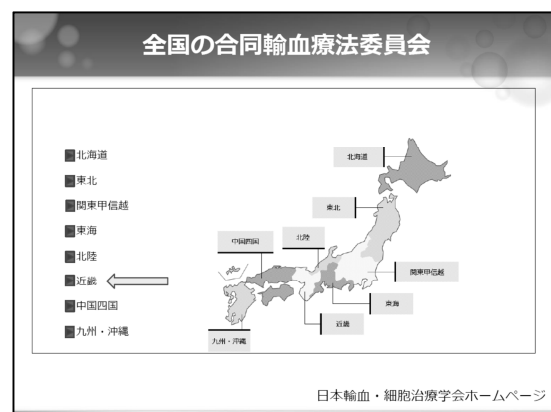 全国の合同輸血療法委員会
北海道
東北
関東甲信越
東海
北陸
近畿
中国四国
九州・沖縄
北海道
東北
北陸
中国四国
関東甲信越
東海
近畿
九州・沖縄
日本輸血・細胞治療学会ホームページ